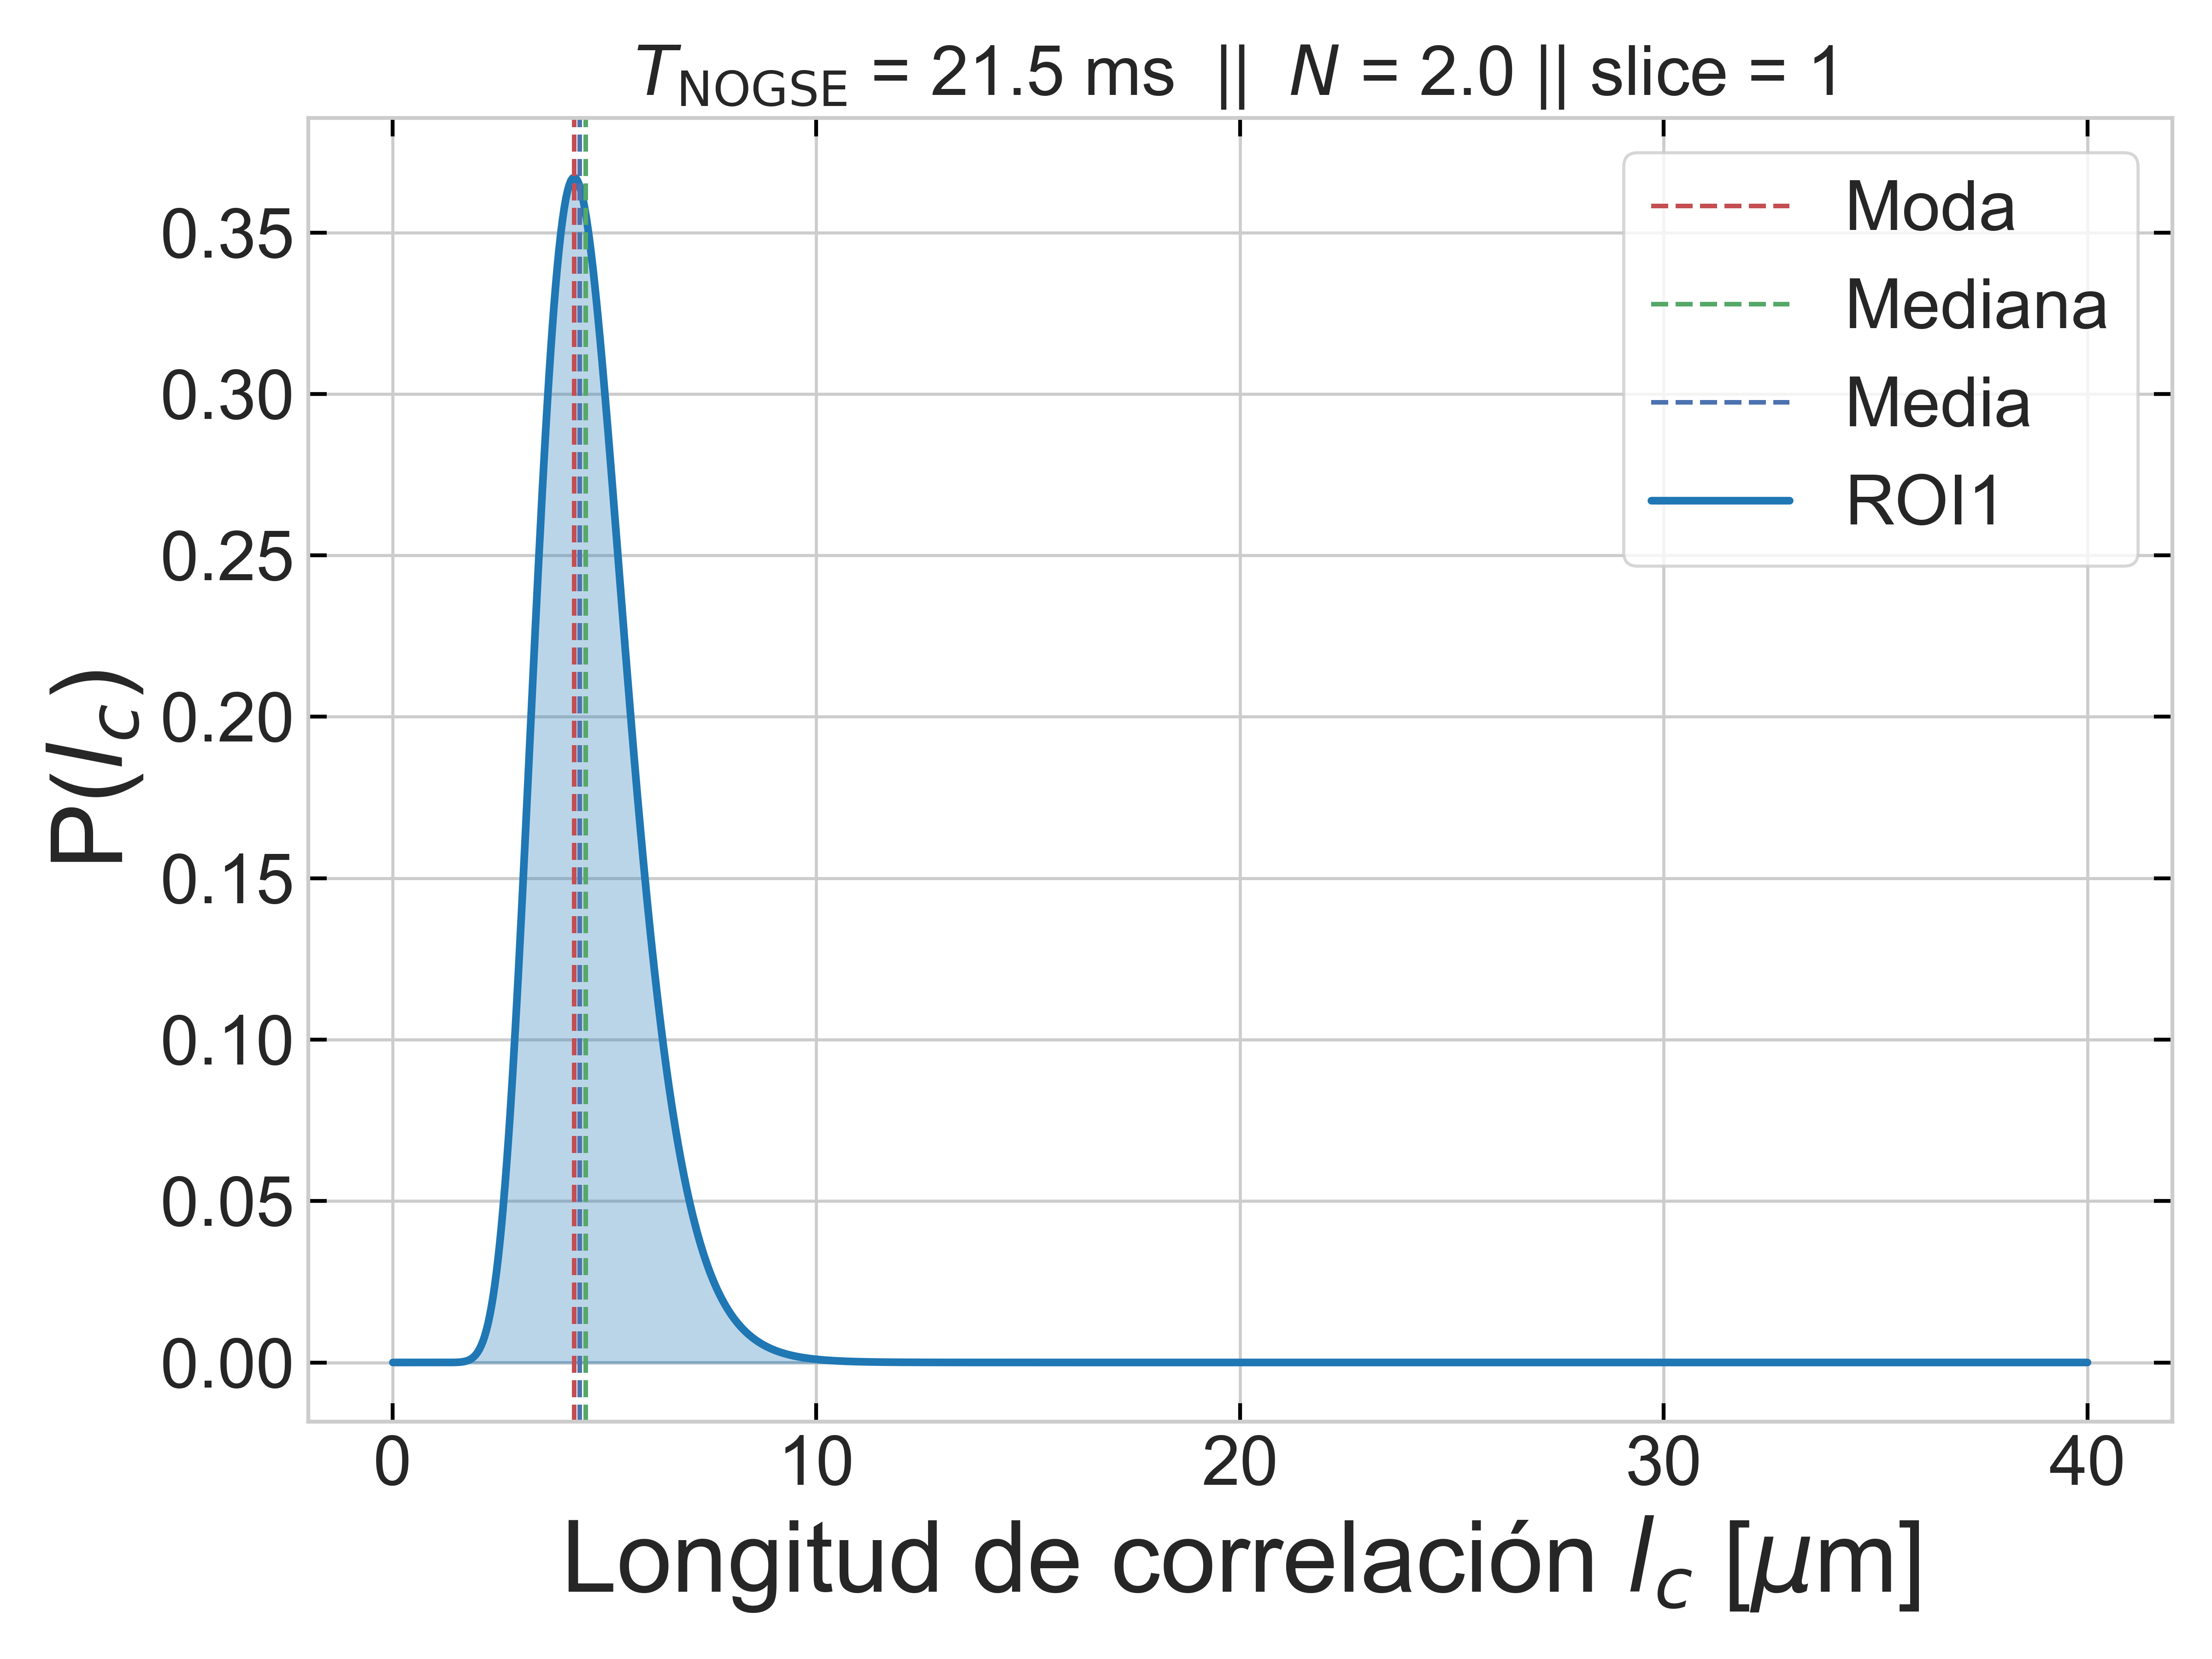 T_NOGSE = 21.5 ms || N = 2.0 || slice = 1
Moda
Mediana
Media
ROI1
P(l_c)
0.35
0.30
0.25
0.20
0.15
0.10
0.05
0.00
0 10 20 30 40
Longitud de correlación l_c [μm]